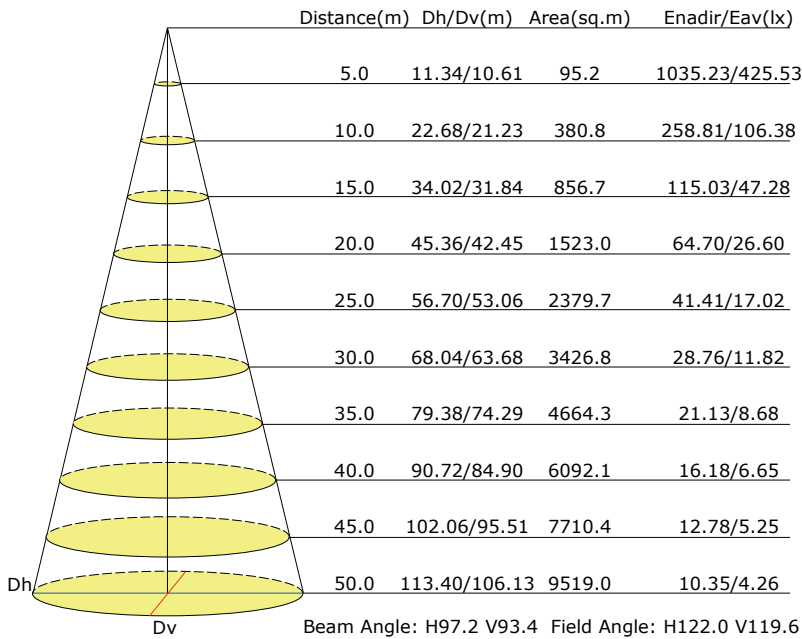 Distance(m) Dh/Dv(m) Area(sq.m) Enadir/Eav(lx)
5.0 11.34/10.61 95.2 1035.23/425.53
10.0 22.68/21.23 380.8 258.81/106.38
15.0 34.02/31.84 856.7 115.03/47.28
20.0 45.36/42.45 1523.0 64.70/26.60
25.0 56.70/53.06 2379.7 41.41/17.02
30.0 68.04/63.68 3426.8 28.76/11.82
35.0 79.38/74.29 4664.3 21.13/8.68
40.0 90.72/84.90 6092.1 16.18/6.65
45.0 102.06/95.51 7710.4 12.78/5.25
Dh 50.0 113.40/106.13 9519.0 10.35/4.26
Dv Beam Angle: H97.2 V93.4 Field Angle: H122.0 V119.6